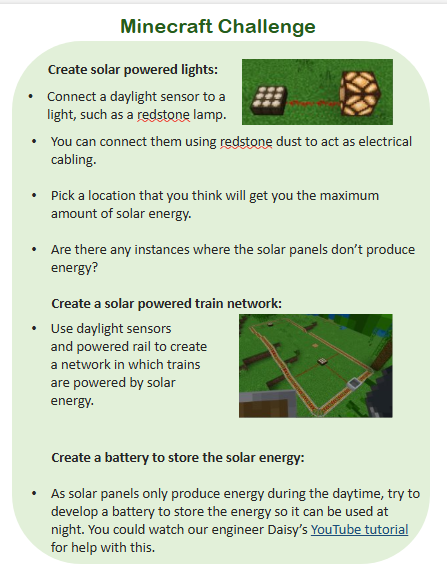 Minecraft Challenge
Create solar powered lights:
• Connect a daylight sensor to a
light, such as a redstone lamp.
• You can connect them using redstone dust to act as electrical
cabling.
• Pick a location that you think will get you the maximum
amount of solar energy.
• Are there any instances where the solar panels don't produce
energy?
Create a solar powered train network:
• Use daylight sensors
and powered rail to create
a network in which trains
are powered by solar
energy.
Create a battery to store the solar energy:
• As solar panels only produce energy during the daytime, try to
develop a battery to store the energy so it can be used at
night. You could watch our engineer Daisy's YouTube tutorial
for help with this.